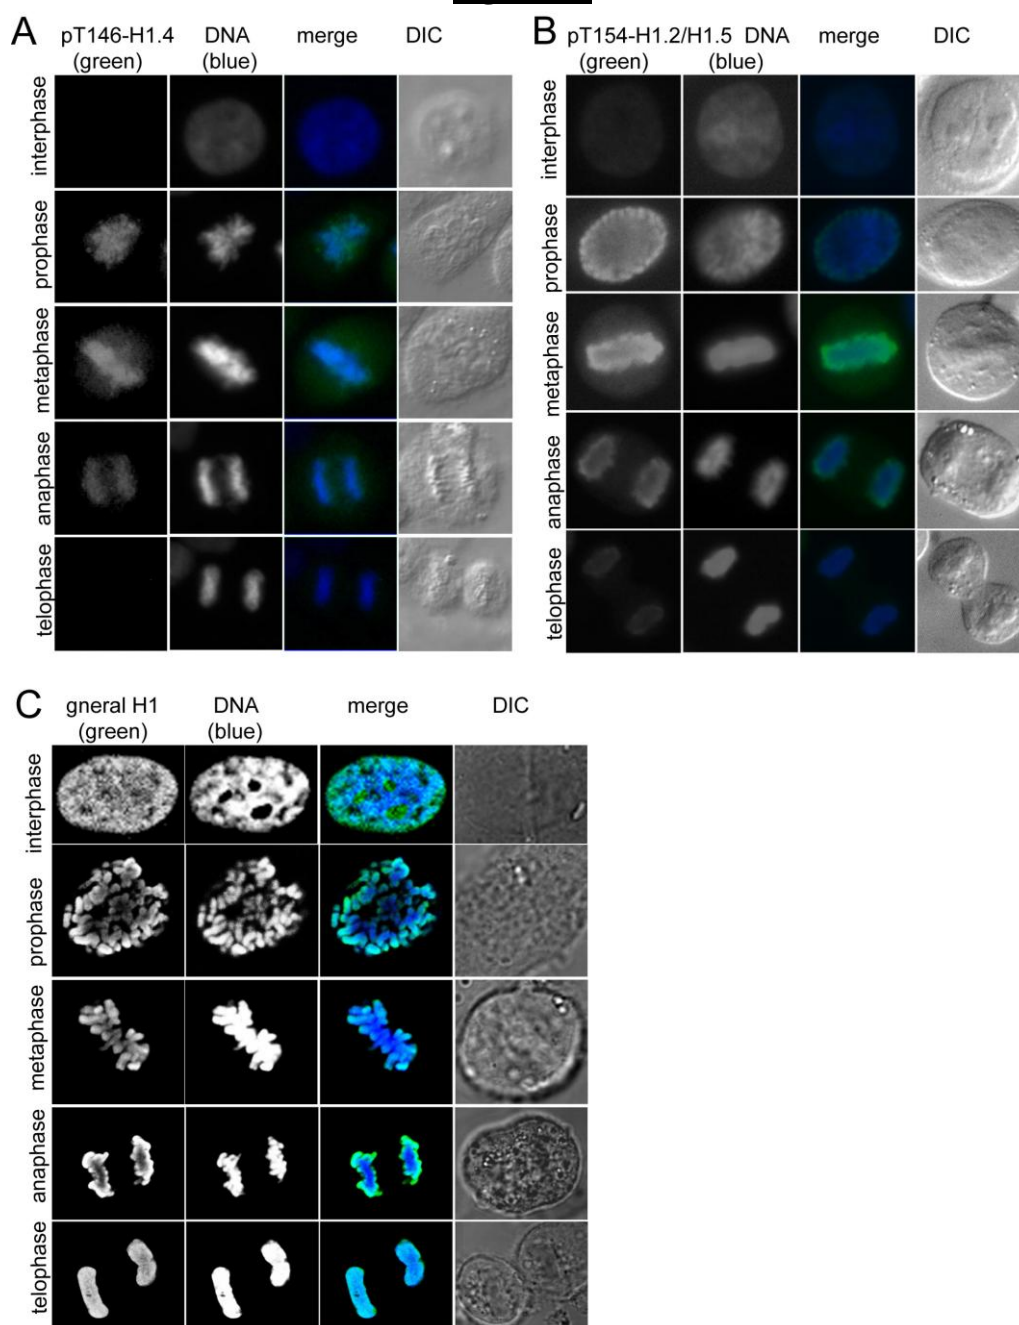 A
pT146-H1.4 DNA merge DIC
(green) (blue)
interphase
prophase
metaphase
anaphase
telophase
B
pT154-H1.2/H1.5 DNA merge DIC
(green) (blue)
interphase
prophase
metaphase
anaphase
telophase
C
gneral H1 DNA merge DIC
(green) (blue)
interphase
prophase
metaphase
anaphase
telophase